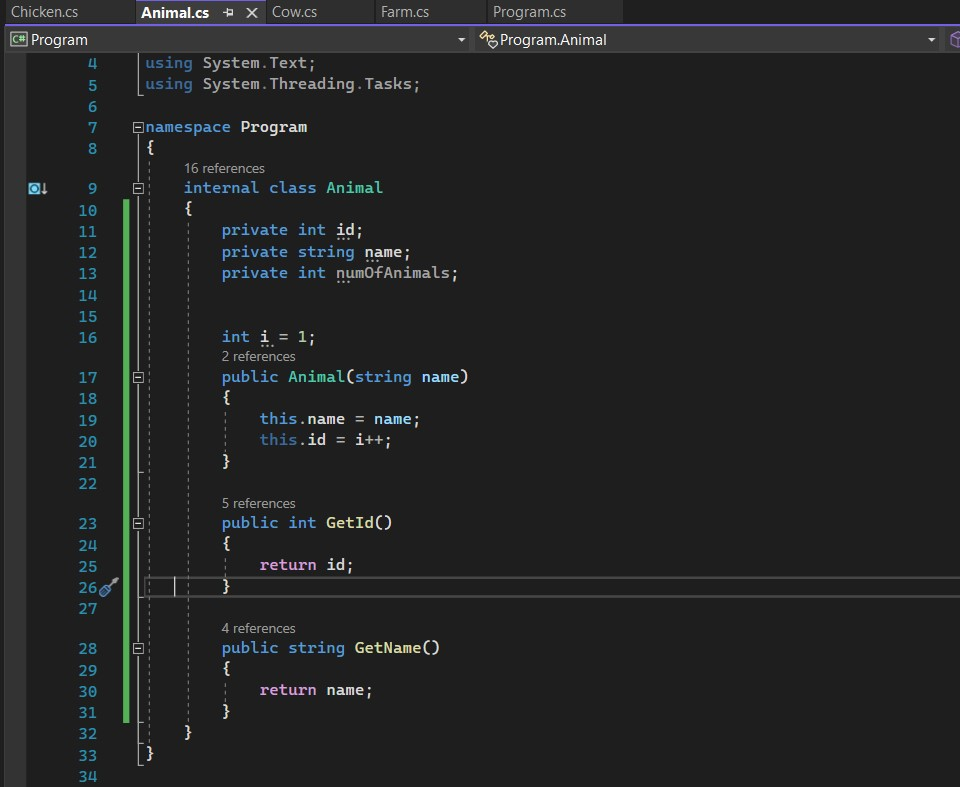 Chicken.cs Animal.cs Cow.cs Farm.cs Program.cs
C# Program Program.Animal
4 using System.Text;
5 using System.Threading.Tasks;
6
7 namespace Program
8 {
16 references
9 internal class Animal
10 {
11 private int id;
12 private string name;
13 private int numOfAnimals;
14
15
16 int i = 1;
2 references
17 public Animal(string name)
18 {
19 this.name = name;
20 this.id = i++;
21 }
22
5 references
23 public int GetId()
24 {
25 return id;
26 }
27
4 references
28 public string GetName()
29 {
30 return name;
31 }
32 }
33 }
34